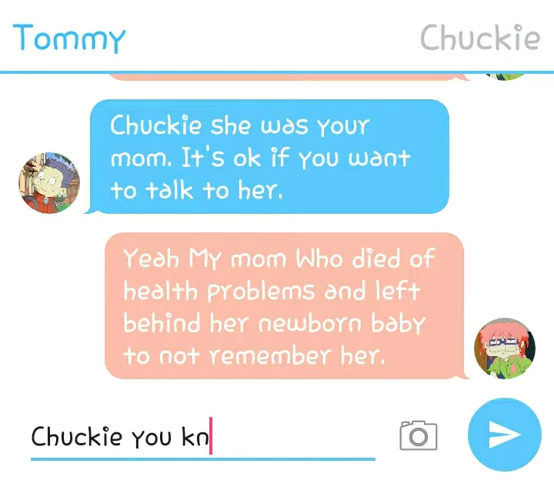 Tommy
Chuckie
Chuckie she was your
mom. It's ok if you want
to talk to her.
Yeah My mom Who died of
health problems and left
behind her newborn baby
to not remember her.
Chuckie you kn